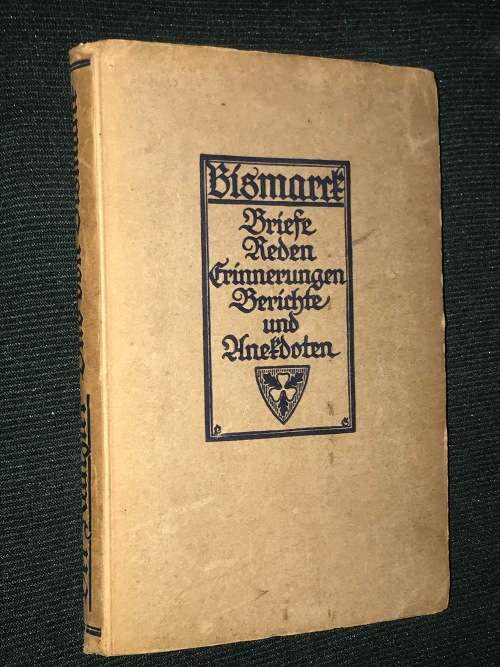 Bismarck
Briefe
Reden
Erinnerungen
Berichte
und
Anekdoten